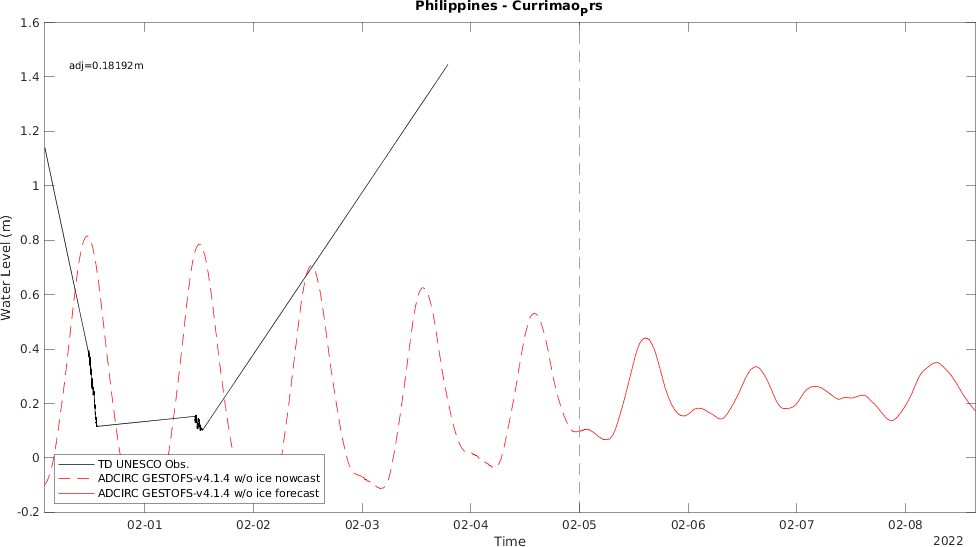 Philippines - Currimaoₚrs
adj=0.18192m
Water Level (m)
1.6
1.4
1.2
1
0.8
0.6
0.4
0.2
0
-0.2
TD UNESCO Obs.
ADCIRC GESTOFS-v4.1.4 w/o ice nowcast
ADCIRC GESTOFS-v4.1.4 w/o ice forecast
02-01 02-02 02-03 02-04 02-05 02-06 02-07 02-08
Time
2022